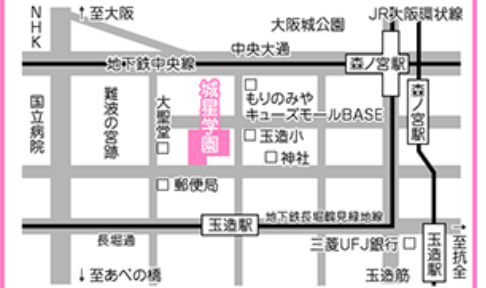 NHK
↑至大阪
大阪城公園
JR大阪環状線
中央大通
地下鉄中央線
森ノ宮駅
森ノ宮駅
国立病院
難波の宮跡
大聖堂
城星学園
もりのみや
キューズモールBASE
玉造小
神社
郵便局
玉造駅
地下鉄長堀鶴見緑地線
長堀通
三菱UFJ銀行
玉造駅
→至抗全
↓至あべの橋
玉造筋